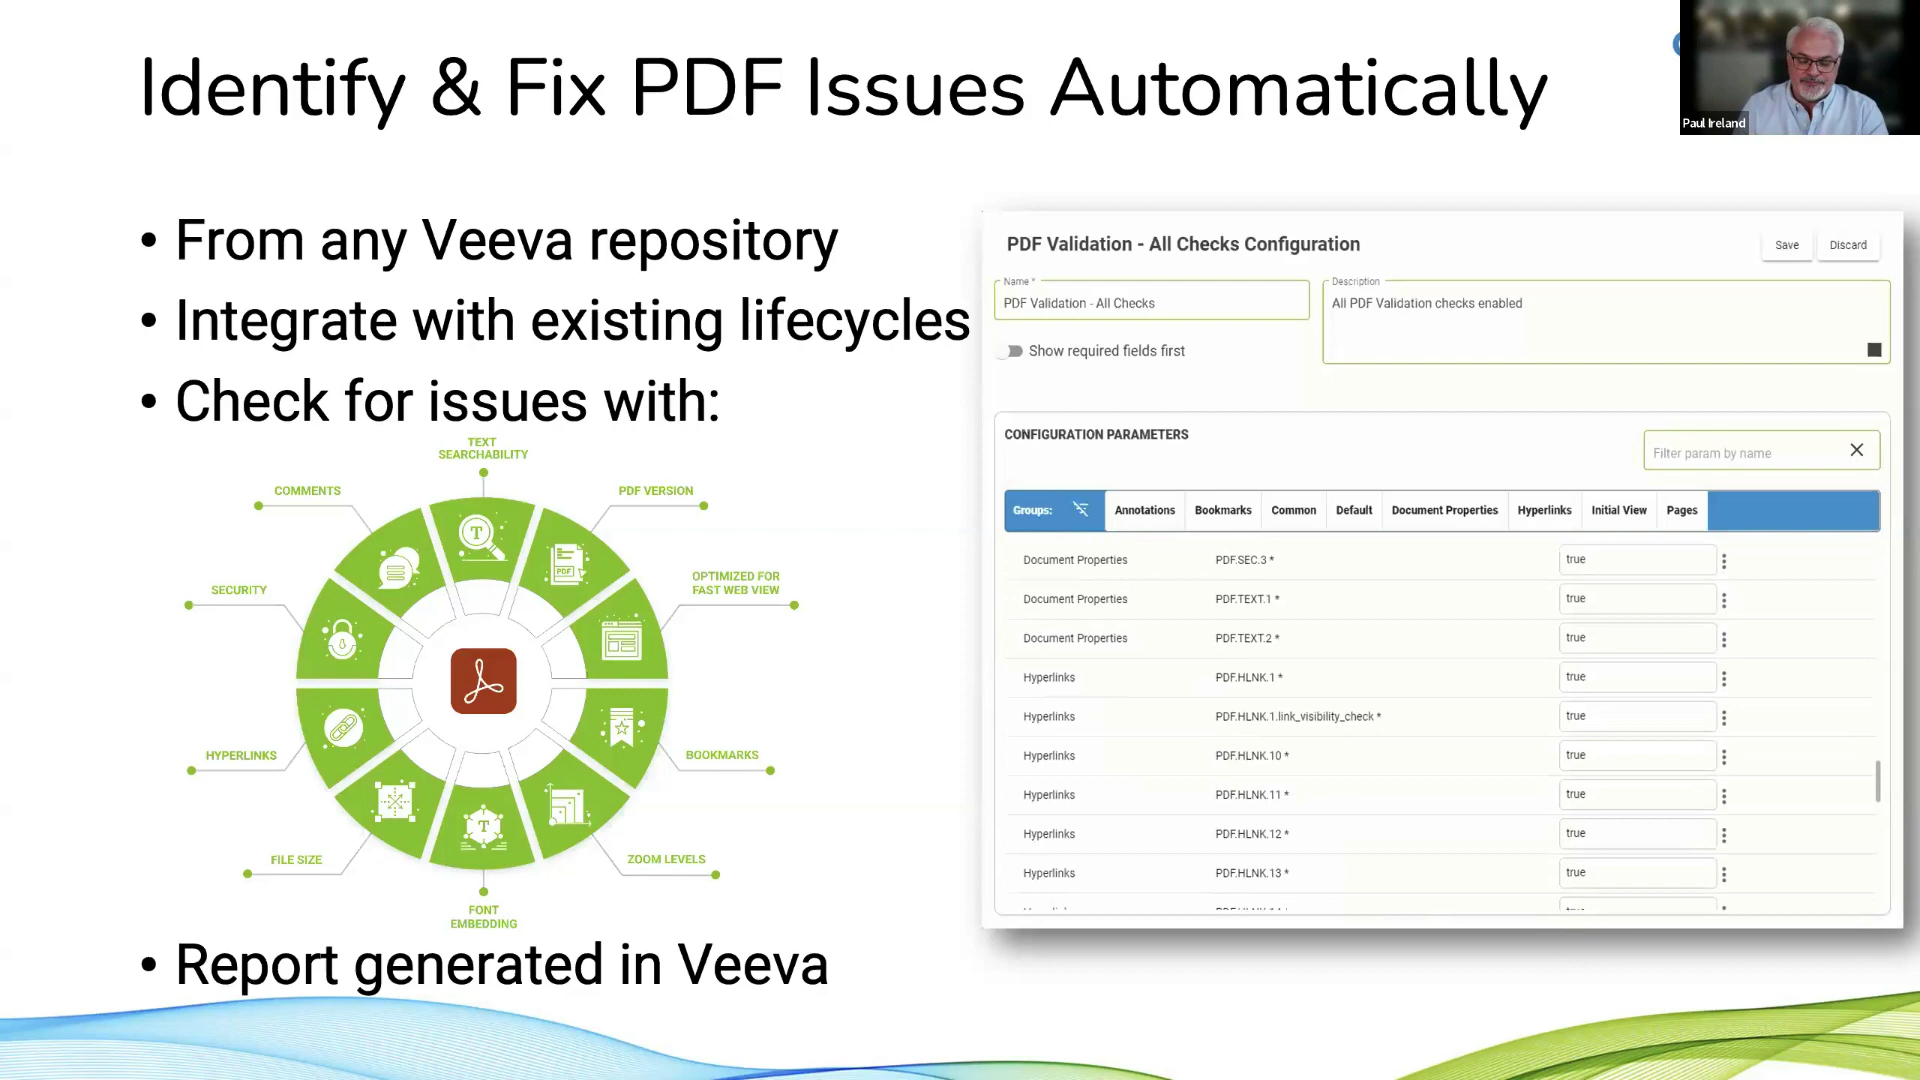 Identify & Fix PDF Issues Automatically
Paul Ireland
• From any Veeva repository
• Integrate with existing lifecycles
• Check for issues with:
TEXT
SEARCHABILITY
COMMENTS
PDF VERSION
SECURITY
OPTIMIZED FOR
FAST WEB VIEW
HYPERLINKS
BOOKMARKS
FILE SIZE
ZOOM LEVELS
FONT
EMBEDDING
T
PDF
T
• Report generated in Veeva
PDF Validation - All Checks Configuration
Save
Discard
Name *
PDF Validation - All Checks
Description
All PDF Validation checks enabled
Show required fields first
CONFIGURATION PARAMETERS
Filter param by name
Groups: Annotations Bookmarks Common Default Document Properties Hyperlinks Initial View Pages
Document Properties PDF.SEC.3 * true
Document Properties PDF.TEXT.1 * true
Document Properties PDF.TEXT.2 * true
Hyperlinks PDF.HLNK.1 * true
Hyperlinks PDF.HLNK.1.link_visibility_check * true
Hyperlinks PDF.HLNK.10 * true
Hyperlinks PDF.HLNK.11 * true
Hyperlinks PDF.HLNK.12 * true
Hyperlinks PDF.HLNK.13 * true